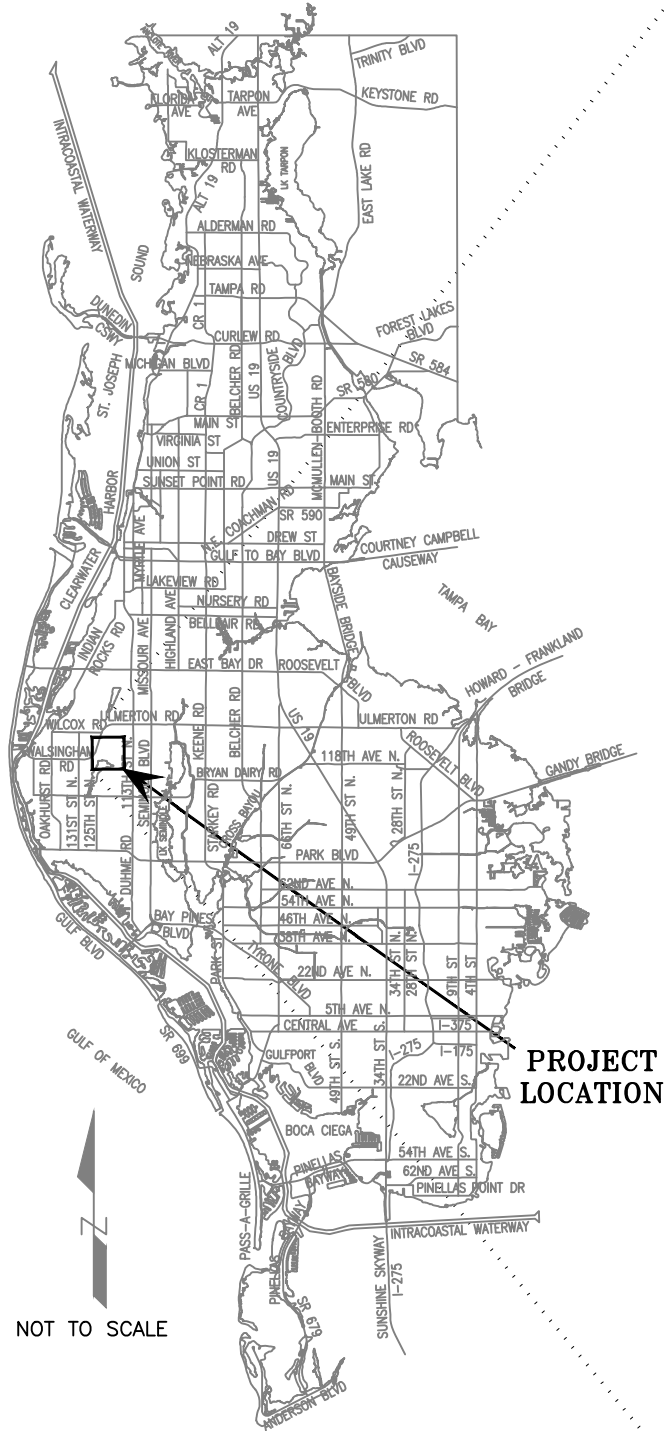 ALT 19
TRINITY BLVD
KEYSTONE RD
FLORIDA
AVE
TARPON
AVE
INTRACOASTAL WATERWAY
KLOSTERMAN
RD
LK TARPON
EAST LAKE RD
ALT 19
ALDERMAN RD
SOUND
NEBRASKA AVE
TAMPA RD
DUNEDIN
CSWY
CR 1
CURLEW RD
FOREST LAKES
BLVD
MICHIGAN BLVD
SR 584
ST. JOSEPH
CR 1
BELCHER RD
US 19
COUNTRYSIDE
BLVD
SR 580
MCMULLEN-BOOTH RD
MAIN ST
ENTERPRISE RD
VIRGINIA ST
UNION ST
US 19
SUNSET POINT RD
MAIN ST
HARBOR
N.E. COACHMAN RD
SR 590
MYRTLE AVE
DREW ST
GULF TO BAY BLVD
COURTNEY CAMPBELL
CAUSEWAY
CLEARWATER
LAKEVIEW RD
NURSERY RD
BELLEAIR RD
BAYSIDE BRIDGE
TAMPA BAY
INDIAN
ROCKS RD
MISSOURI AVE
HIGHLAND AVE
EAST BAY DR
ROOSEVELT
BLVD
HOWARD - FRANKLAND
BRIDGE
WILCOX RD
ULMERTON RD
KEENE RD
BELCHER RD
US 19
ULMERTON RD
WALSINGHAM
RD
113TH ST N.
BLVD
118TH AVE N.
ROOSEVELT BLVD
GANDY BRIDGE
BRYAN DAIRY RD
OAKHURST RD
131ST ST N.
125TH ST N.
LK SEMINOLE
STARKEY RD
CROSS BAYOU
66TH ST N.
49TH ST N.
28TH ST N.
I-275
DUHME RD
PARK BLVD
62ND AVE N.
54TH AVE N.
GULF BLVD
BAY PINES
BLVD
46TH AVE N.
38TH AVE N.
PARK ST
TYRONE BLVD
22ND AVE N.
34TH ST N.
28TH ST N.
9TH ST
4TH ST
5TH AVE N.
CENTRAL AVE
I-375
SR 699
GULF OF MEXICO
GULFPORT
BLVD
49TH ST S.
34TH ST S.
I-275
I-175
22ND AVE S.
PROJECT
LOCATION
BOCA CIEGA
54TH AVE S.
PINELLAS
BAYWAY
62ND AVE S.
PINELLAS POINT DR
PASS-A-GRILLE
INTRACOASTAL WATERWAY
PINELLAS
BAYWAY
SUNSHINE SKYWAY
I-275
N
NOT TO SCALE
SR 679
ANDERSON BLVD